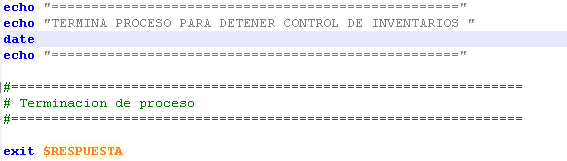 echo "==================================================="
echo "TERMINA PROCESO PARA DETENER CONTROL DE INVENTARIOS "
date
echo "==================================================="
#================================================================
# Terminacion de proceso
#================================================================
exit $RESPUESTA